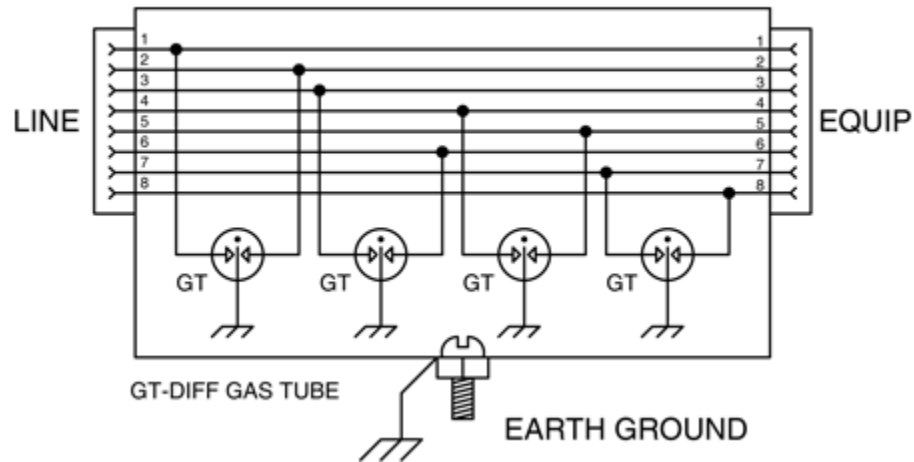 1 1
2 2
3 3
4 4
LINE 5 5 EQUIP
6 6
7 7
8 8
GT GT GT GT
GT-DIFF GAS TUBE
EARTH GROUND